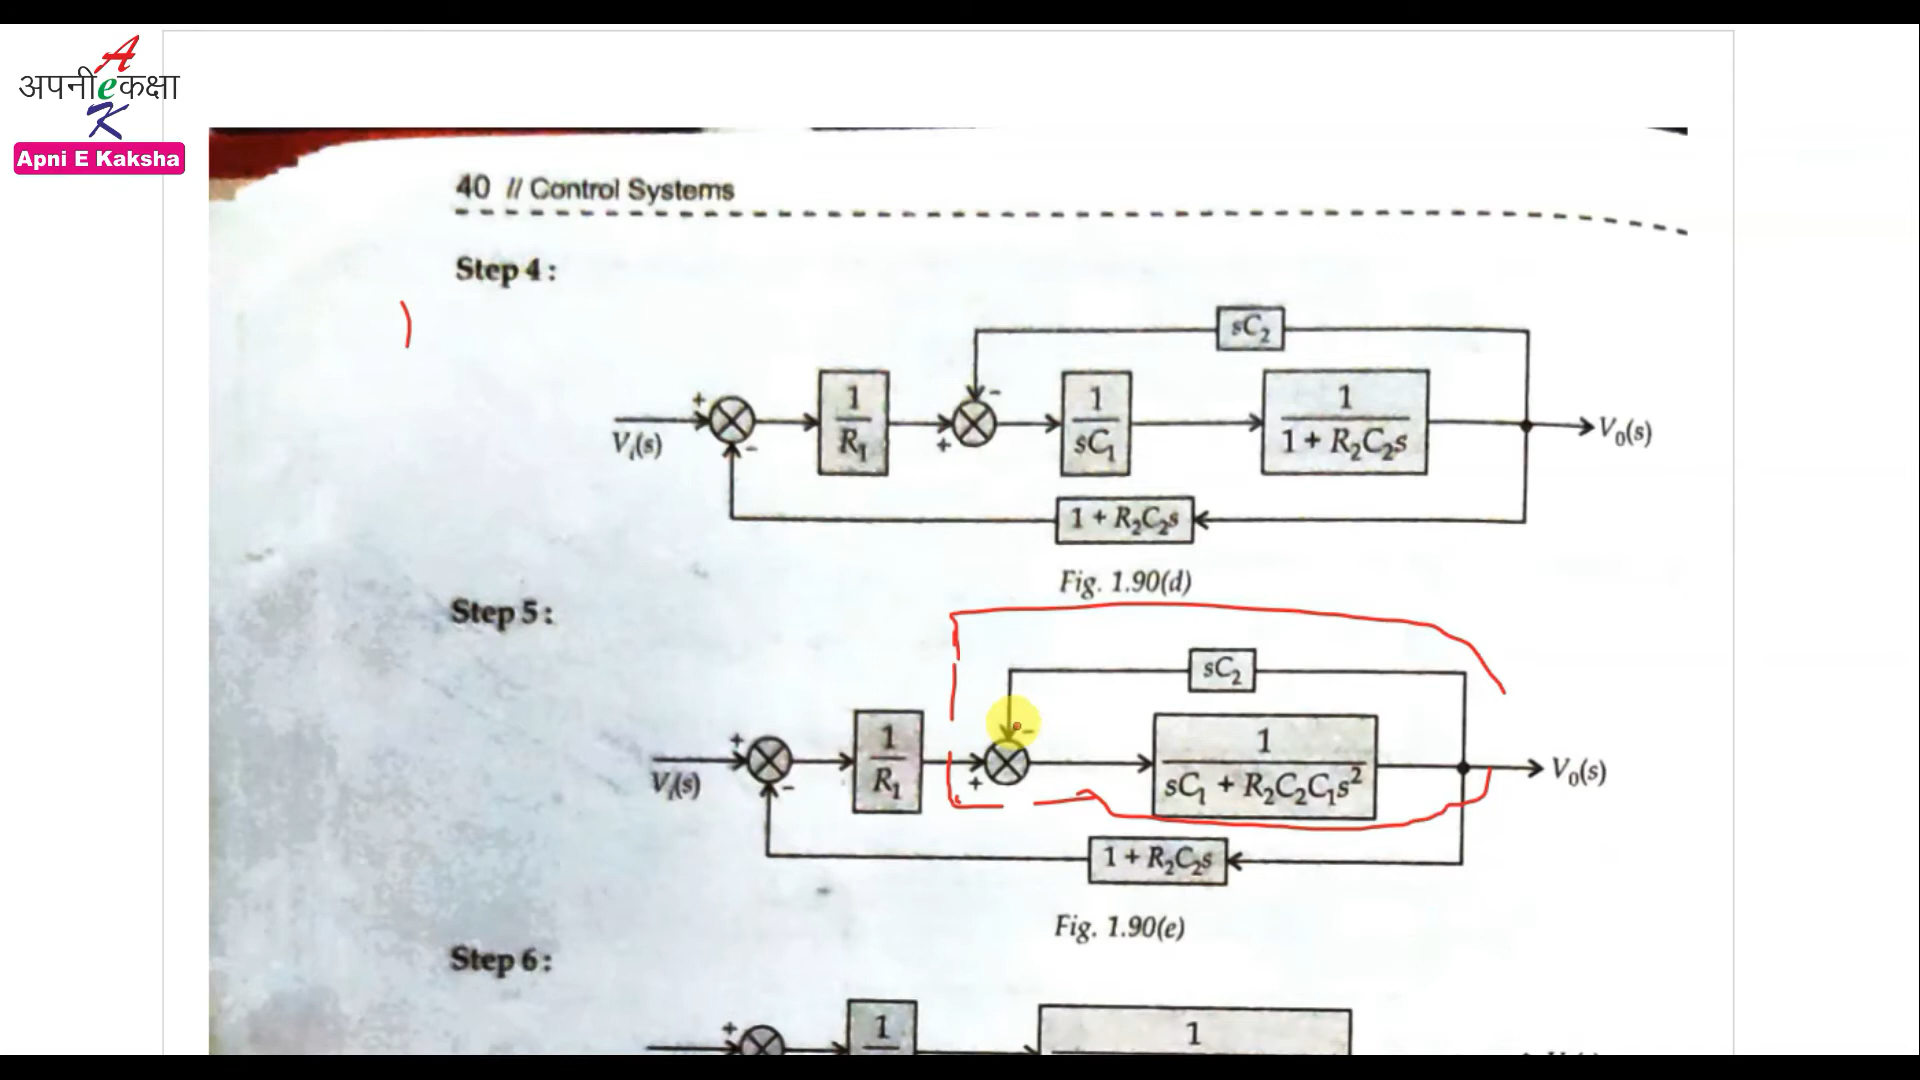 A
अपनी e कक्षा
K
Apni E Kaksha
40 // Control Systems
Step 4 :
sC₂
+ - + -
Vᵢ(s) 1/R₁ 1/sC₁ 1/(1 + R₂C₂s) V₀(s)
1 + R₂C₂s
Fig. 1.90(d)
Step 5 :
sC₂
+ - + -
Vᵢ(s) 1/R₁ 1/(sC₁ + R₂C₂C₁s²) V₀(s)
1 + R₂C₂s
Fig. 1.90(e)
Step 6 :
+ 1 1